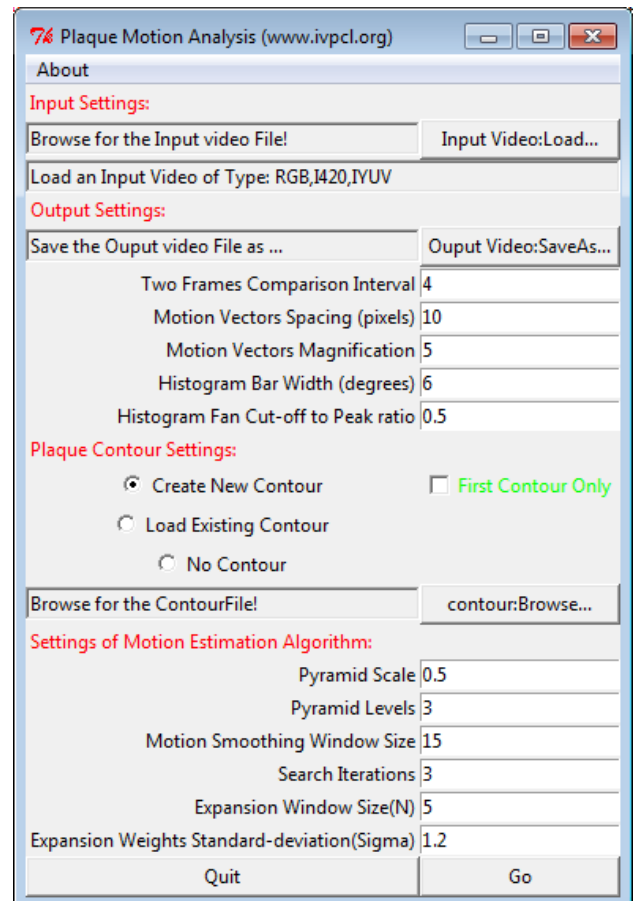 Plaque Motion Analysis (www.ivpcl.org)
About
Input Settings:
Browse for the Input video File! Input Video:Load...
Load an Input Video of Type: RGB,I420,IYUV
Output Settings:
Save the Ouput video File as ... Ouput Video:SaveAs...
Two Frames Comparison Interval 4
Motion Vectors Spacing (pixels) 10
Motion Vectors Magnification 5
Histogram Bar Width (degrees) 6
Histogram Fan Cut-off to Peak ratio 0.5
Plaque Contour Settings:
Create New Contour First Contour Only
Load Existing Contour
No Contour
Browse for the ContourFile! contour:Browse...
Settings of Motion Estimation Algorithm:
Pyramid Scale 0.5
Pyramid Levels 3
Motion Smoothing Window Size 15
Search Iterations 3
Expansion Window Size(N) 5
Expansion Weights Standard-deviation(Sigma) 1.2
Quit Go